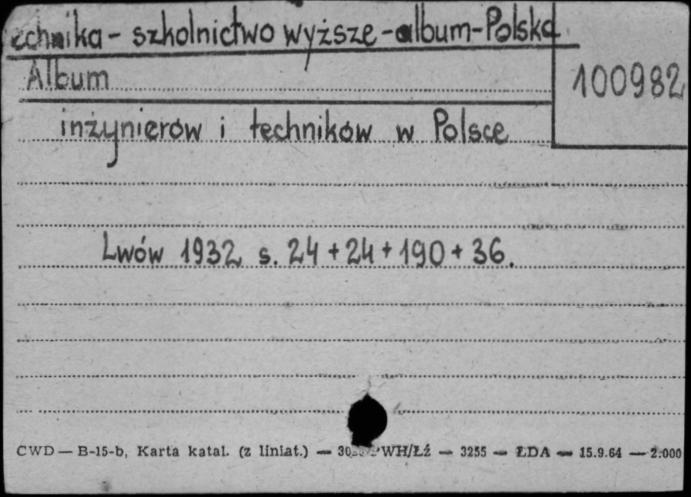 echnika - szkolnictwo wyższe - album - Polska
Album
100982
inżynierów i techników w Polsce
Lwów 1932 s. 24 + 24 + 190 + 36.
CWD — B-15-b, Karta katal. (z liniat.) — WH/Łź — 3255 — ŁDA — 15.9.64 — 2.000